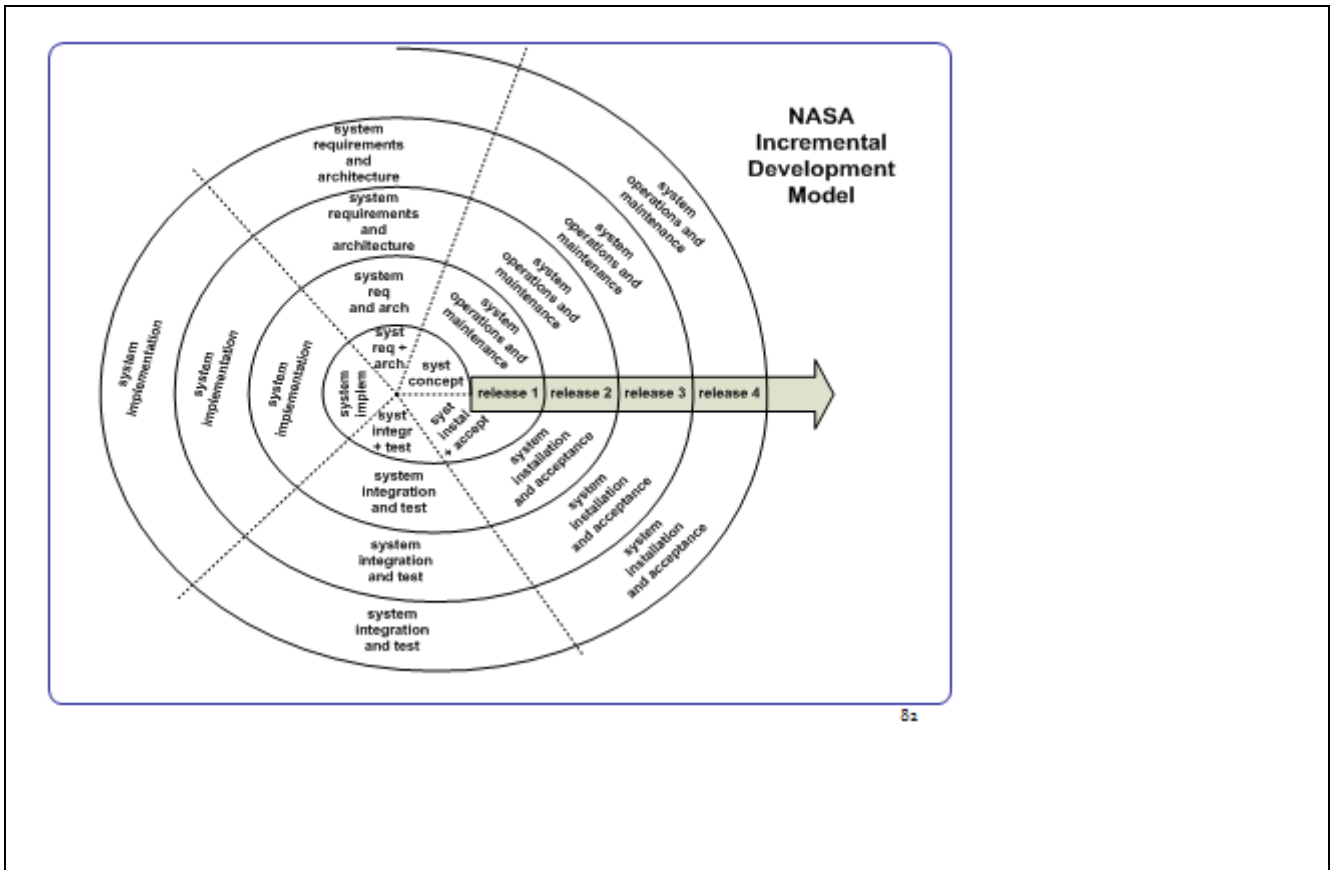 NASA
Incremental
Development
Model
system
requirements
and
architecture
system
requirements
and
architecture
system
req
and arch
syst
req +
arch
syst
concept
system
operations and
maintenance
system
operations and
maintenance
system
operations and
maintenance
system
operations and
maintenance
system
implementation
system
implementation
system
implementation
system
implem
release 1
release 2
release 3
release 4
syst
integr
+ test
syst
instal
+ accept
system
installation
and acceptance
system
installation
and acceptance
system
installation
and acceptance
system
integration
and test
system
integration
and test
system
integration
and test
82